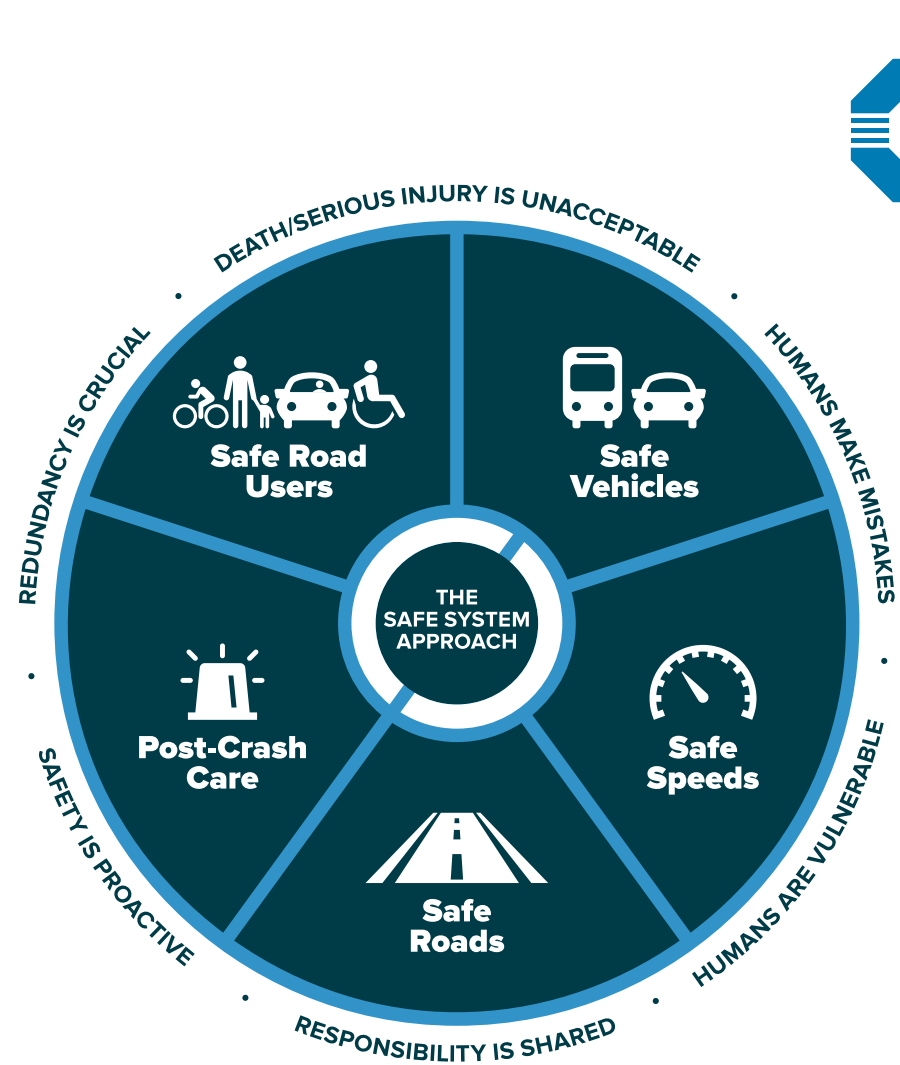 DEATH/SERIOUS INJURY IS UNACCEPTABLE
HUMANS MAKE MISTAKES
HUMANS ARE VULNERABLE
RESPONSIBILITY IS SHARED
SAFETY IS PROACTIVE
REDUNDANCY IS CRUCIAL
Safe Road
Users
Safe
Vehicles
Safe
Speeds
Safe
Roads
Post-Crash
Care
THE
SAFE SYSTEM
APPROACH